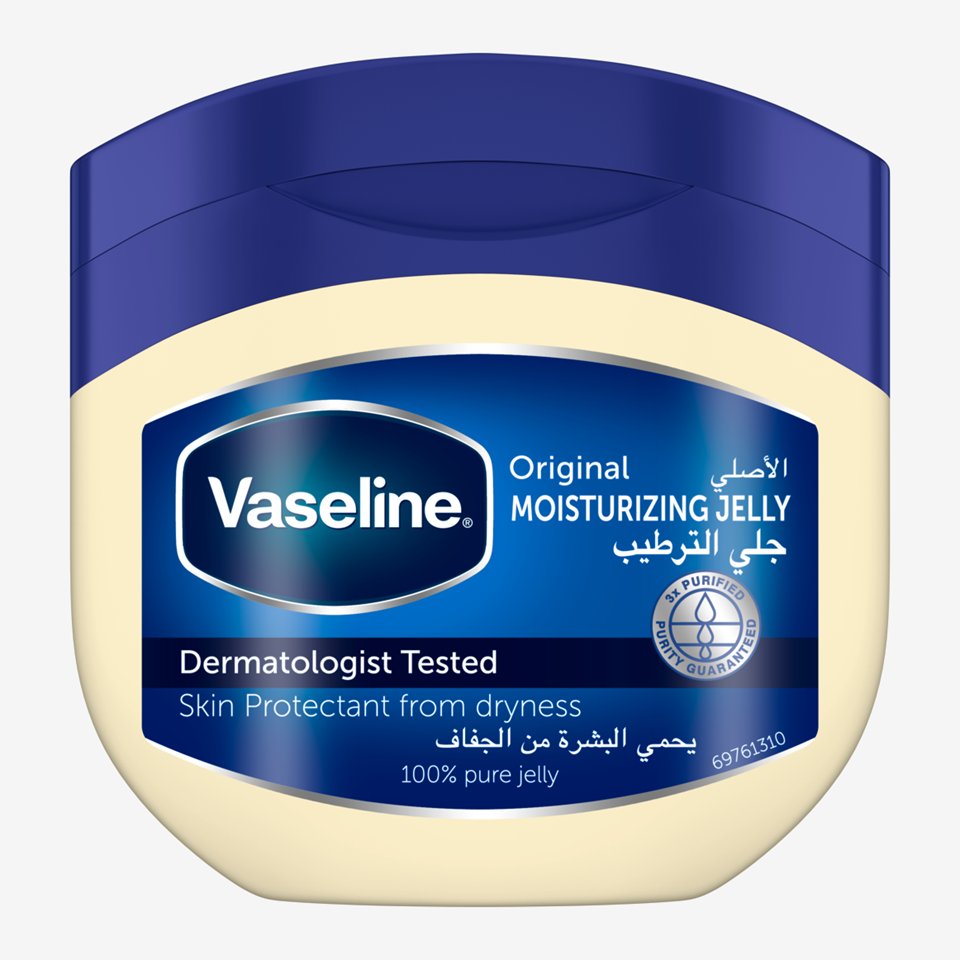 Vaseline®
Original
الأصلي
MOISTURIZING JELLY
جلي الترطيب
3x PURIFIED
PURITY GUARANTEED
Dermatologist Tested
Skin Protectant from dryness
يحمي البشرة من الجفاف
100% pure jelly
69761310